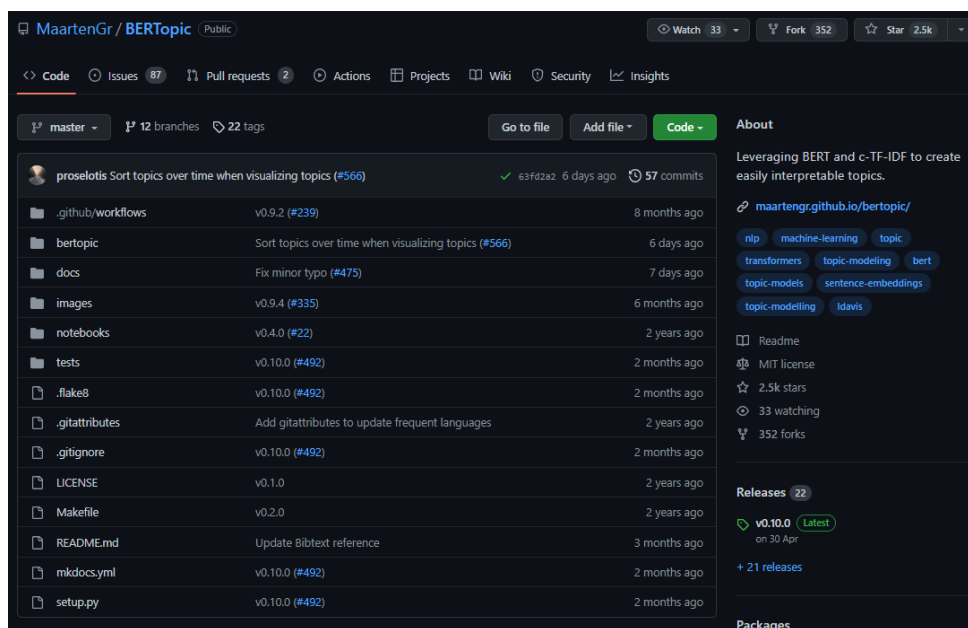 MaartenGr / BERTopic Public
Watch 33 Fork 352 Star 2.5k
Code Issues 87 Pull requests 2 Actions Projects Wiki Security Insights
master 12 branches 22 tags Go to file Add file Code
proselotis Sort topics over time when visualizing topics (#566) 63fd2a2 6 days ago 57 commits
.github/workflows v0.9.2 (#239) 8 months ago
bertopic Sort topics over time when visualizing topics (#566) 6 days ago
docs Fix minor typo (#475) 7 days ago
images v0.9.4 (#335) 6 months ago
notebooks v0.4.0 (#22) 2 years ago
tests v0.10.0 (#492) 2 months ago
.flake8 v0.10.0 (#492) 2 months ago
.gitattributes Add gitattributes to update frequent languages 2 years ago
.gitignore v0.10.0 (#492) 2 months ago
LICENSE v0.1.0 2 years ago
Makefile v0.2.0 2 years ago
README.md Update Bibtext reference 3 months ago
mkdocs.yml v0.10.0 (#492) 2 months ago
setup.py v0.10.0 (#492) 2 months ago
About
Leveraging BERT and c-TF-IDF to create
easily interpretable topics.
maartengr.github.io/bertopic/
nlp machine-learning topic
transformers topic-modeling bert
topic-models sentence-embeddings
topic-modelling ldavis
Readme
MIT license
2.5k stars
33 watching
352 forks
Releases 22
v0.10.0 Latest
on 30 Apr
+ 21 releases
Packages